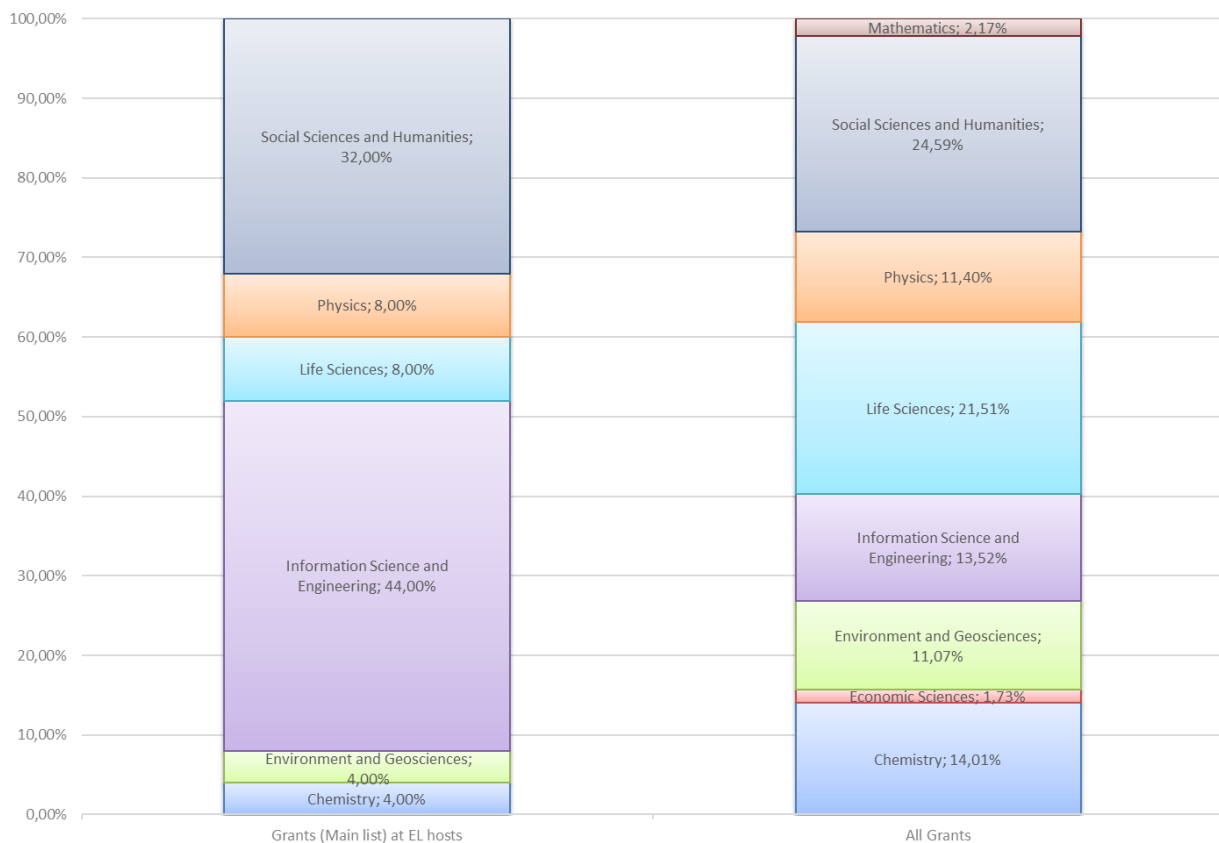 100,00%
90,00%
80,00%
70,00%
60,00%
50,00%
40,00%
30,00%
20,00%
10,00%
0,00%
Social Sciences and Humanities;
32,00%
Physics; 8,00%
Life Sciences; 8,00%
Information Science and
Engineering; 44,00%
Environment and Geosciences;
4,00%
Chemistry; 4,00%
Grants (Main list) at EL hosts
Mathematics; 2,17%
Social Sciences and Humanities;
24,59%
Physics; 11,40%
Life Sciences; 21,51%
Information Science and
Engineering; 13,52%
Environment and Geosciences;
11,07%
Economic Sciences; 1,73%
Chemistry; 14,01%
All Grants